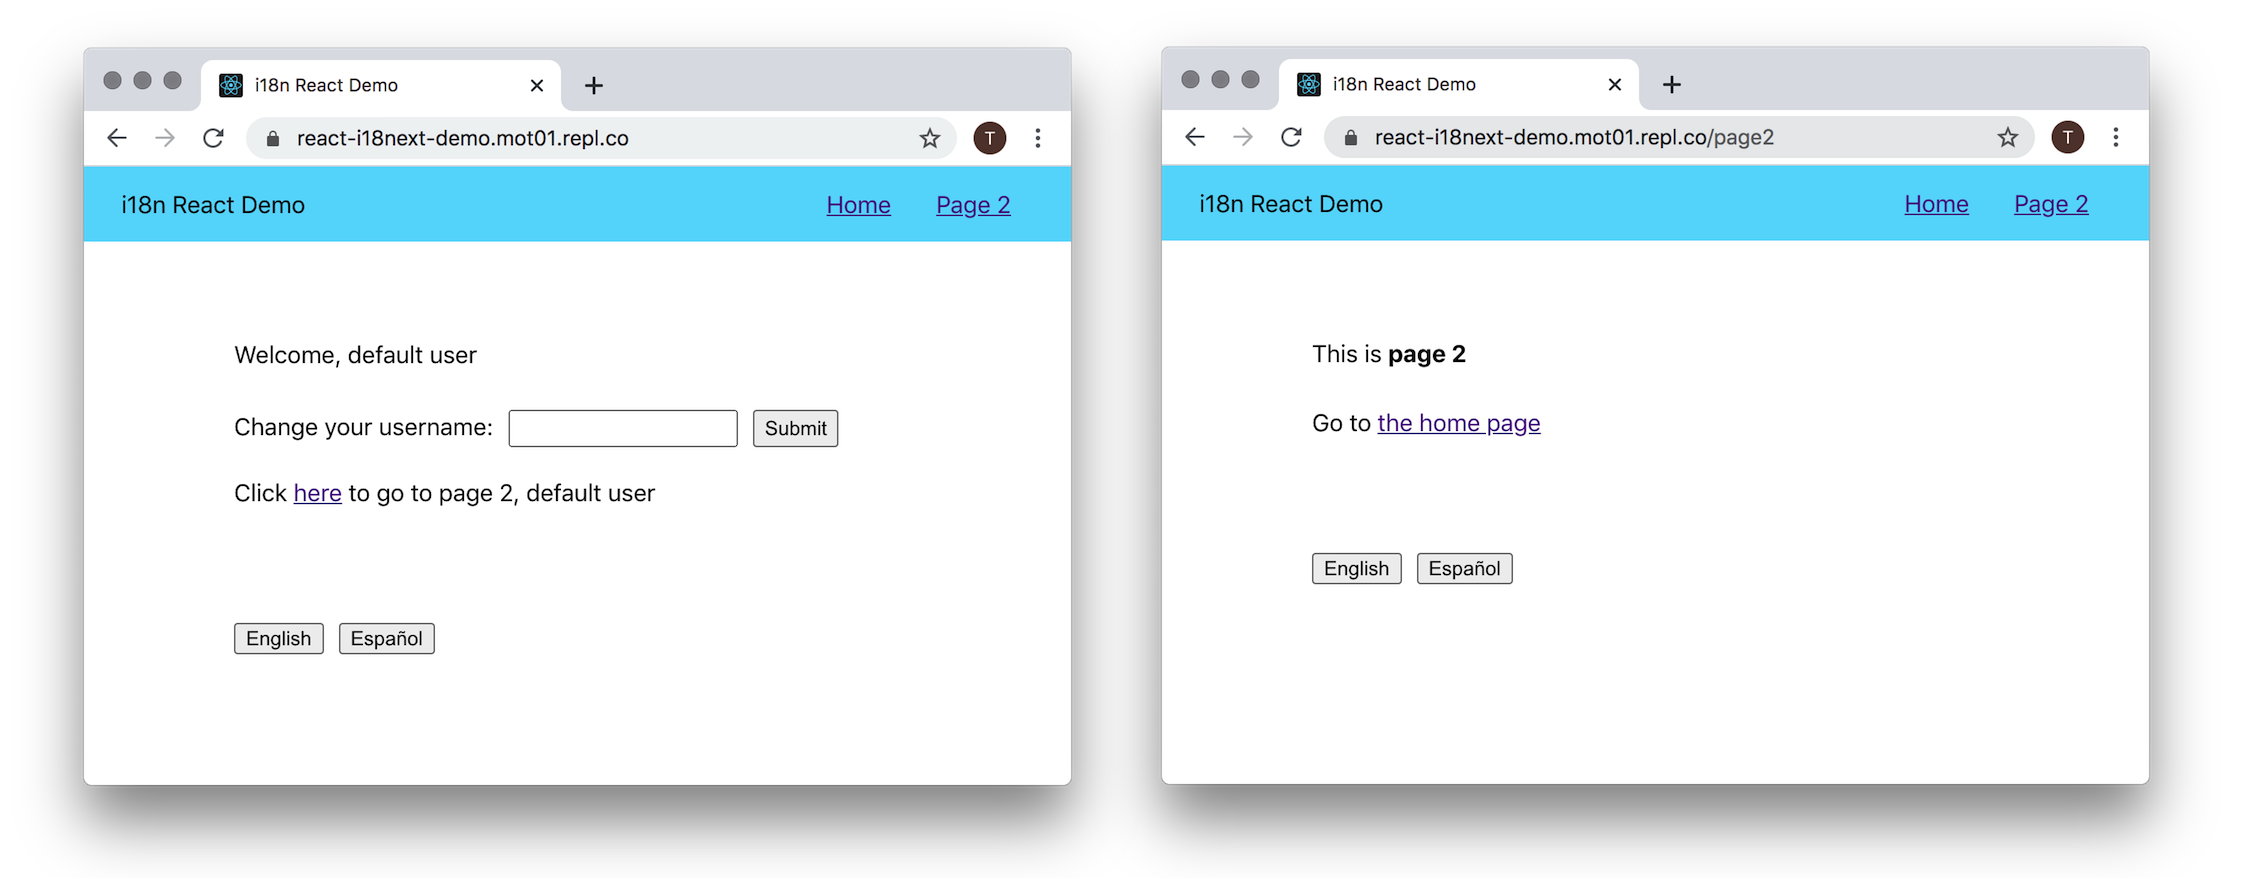 i18n React Demo
react-i18next-demo.mot01.repl.co
T
i18n React Demo
Home
Page 2
Welcome, default user
Change your username:
Submit
Click here to go to page 2, default user
English
Español
i18n React Demo
react-i18next-demo.mot01.repl.co/page2
T
i18n React Demo
Home
Page 2
This is page 2
Go to the home page
English
Español